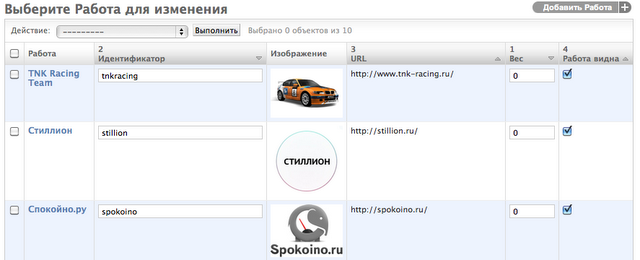 Выберите Работа для изменения
Добавить Работа
Действие: --------- Выполнить Выбрано 0 объектов из 10
2 3 1 4
Работа Идентификатор Изображение URL Вес Работа видна
TNK Racing Team
tnkracing
http://www.tnk-racing.ru/
0
Стиллион
stillion
СТИЛЛИОН
http://stillion.ru/
0
Спокойно.ру
spokoino
Spokoino.ru
http://spokoino.ru/
0